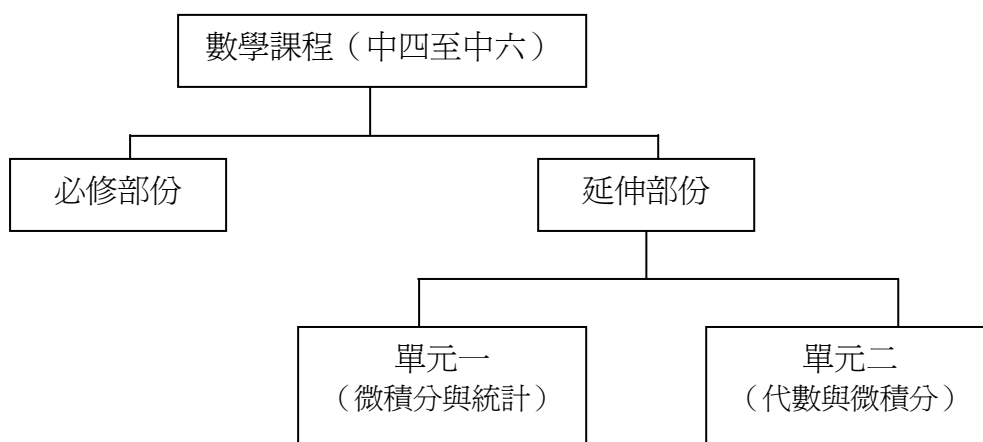 數學課程（中四至中六）
必修部份
延伸部份
單元一
（微積分與統計）
單元二
（代數與微積分）